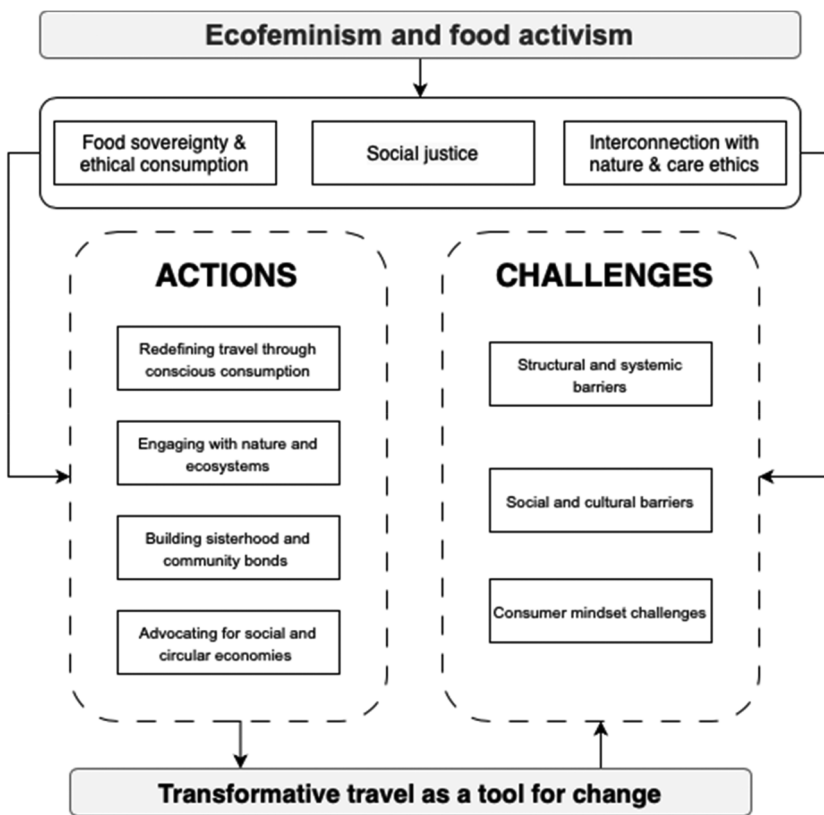 Ecofeminism and food activism
Food sovereignty &
ethical consumption
Social justice
Interconnection with
nature & care ethics
ACTIONS
Redefining travel through
conscious consumption
Engaging with nature and
ecosystems
Building sisterhood and
community bonds
Advocating for social and
circular economies
CHALLENGES
Structural and systemic
barriers
Social and cultural barriers
Consumer mindset challenges
Transformative travel as a tool for change